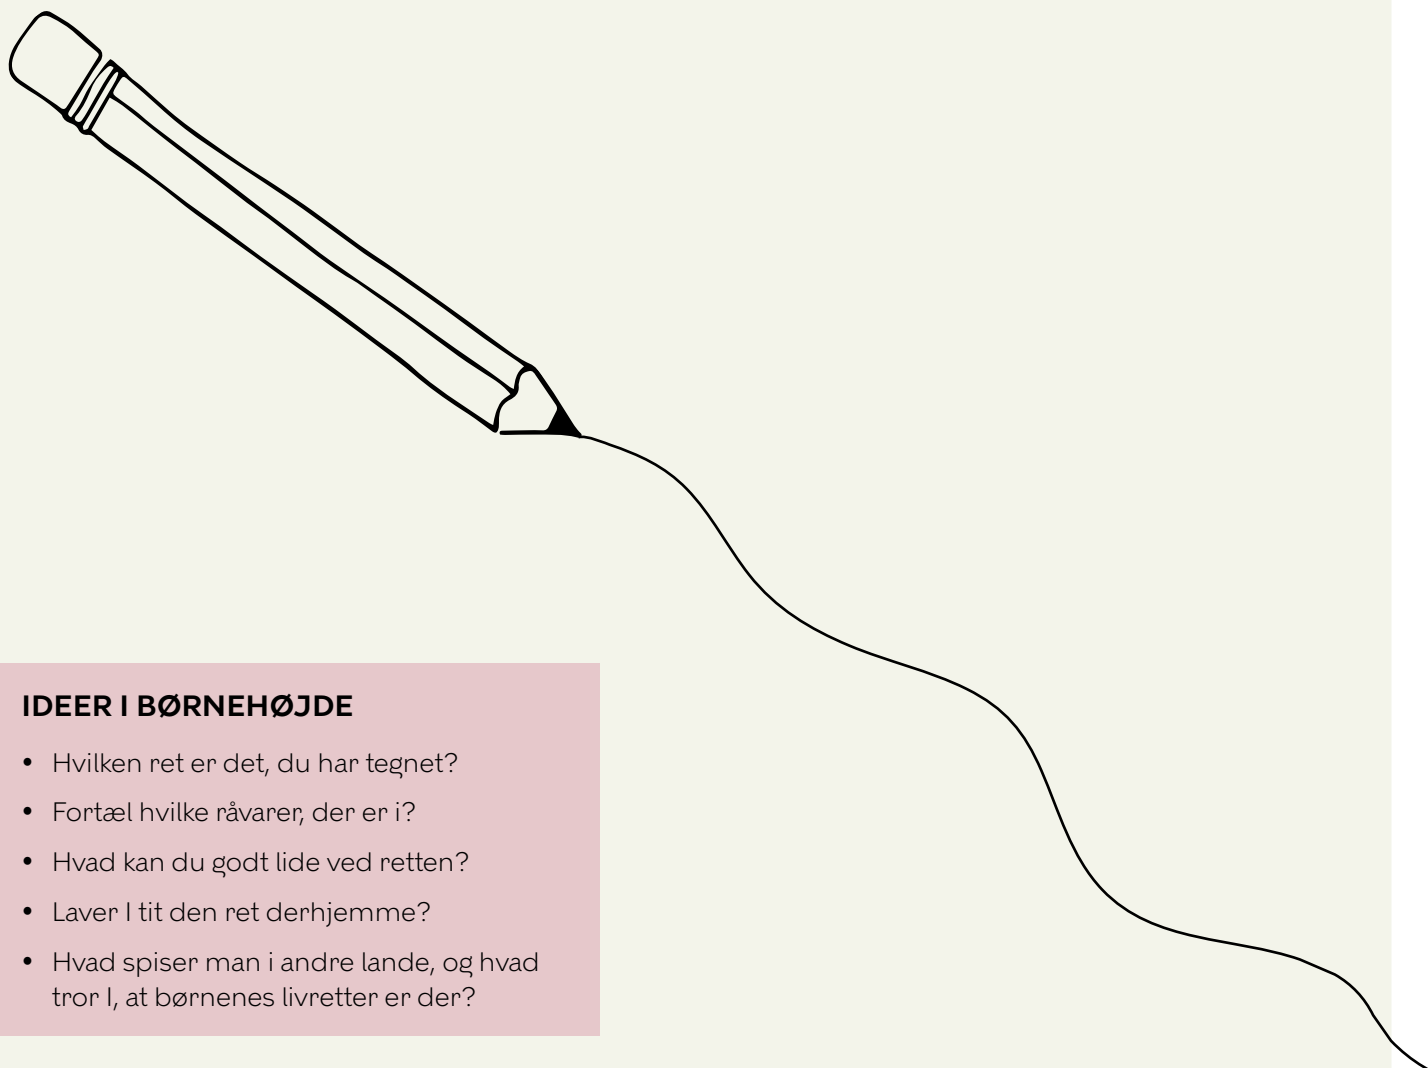 IDEER I BØRNEHØJDE
• Hvilken ret er det, du har tegnet?
• Fortæl hvilke råvarer, der er i?
• Hvad kan du godt lide ved retten?
• Laver I tit den ret derhjemme?
• Hvad spiser man i andre lande, og hvad
tror I, at børnenes livretter er der?